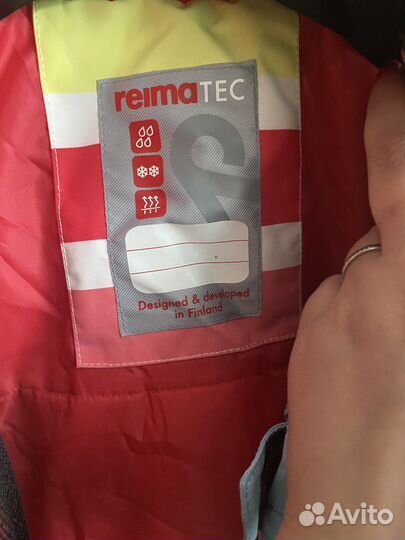 reimaTEC
Designed & developed
in Finland
Avito